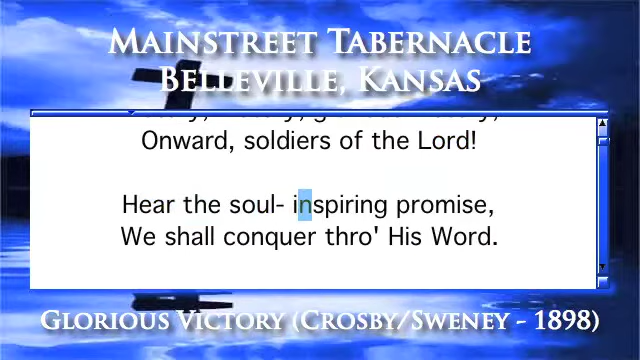 MAINSTREET TABERNACLE
BELLEVILLE, KANSAS
Onward, soldiers of the Lord!
Hear the soul- inspiring promise,
We shall conquer thro' His Word.
GLORIOUS VICTORY (CROSBY/SWENEY - 1898)